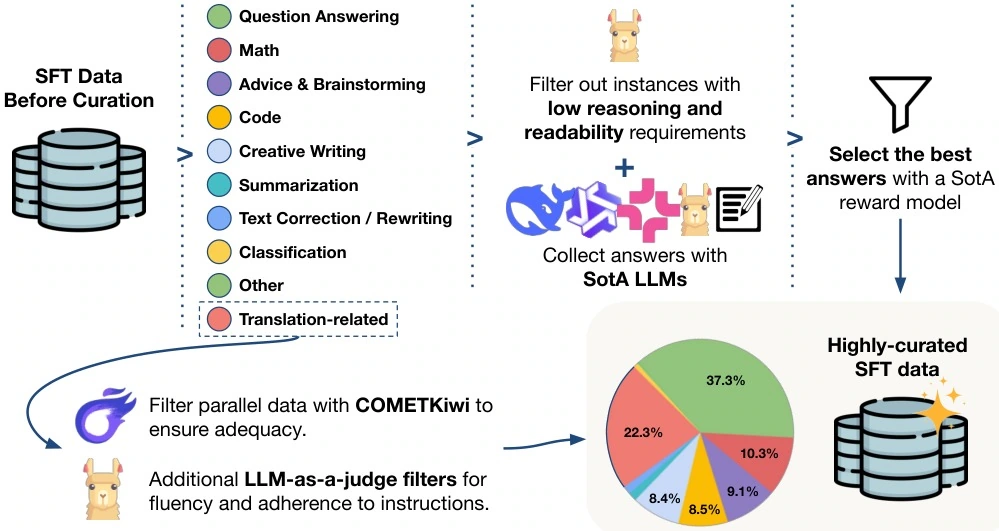 SFT Data
Before Curation
Question Answering
Math
Advice & Brainstorming
Code
Creative Writing
Summarization
Text Correction / Rewriting
Classification
Other
Translation-related
Filter out instances with
low reasoning and
readability requirements
+
Collect answers with
SotA LLMs
Select the best
answers with a SotA
reward model
Filter parallel data with COMETKiwi to
ensure adequacy.
Additional LLM-as-a-judge filters for
fluency and adherence to instructions.
37.3%
10.3%
9.1%
8.5%
8.4%
22.3%
Highly-curated
SFT data